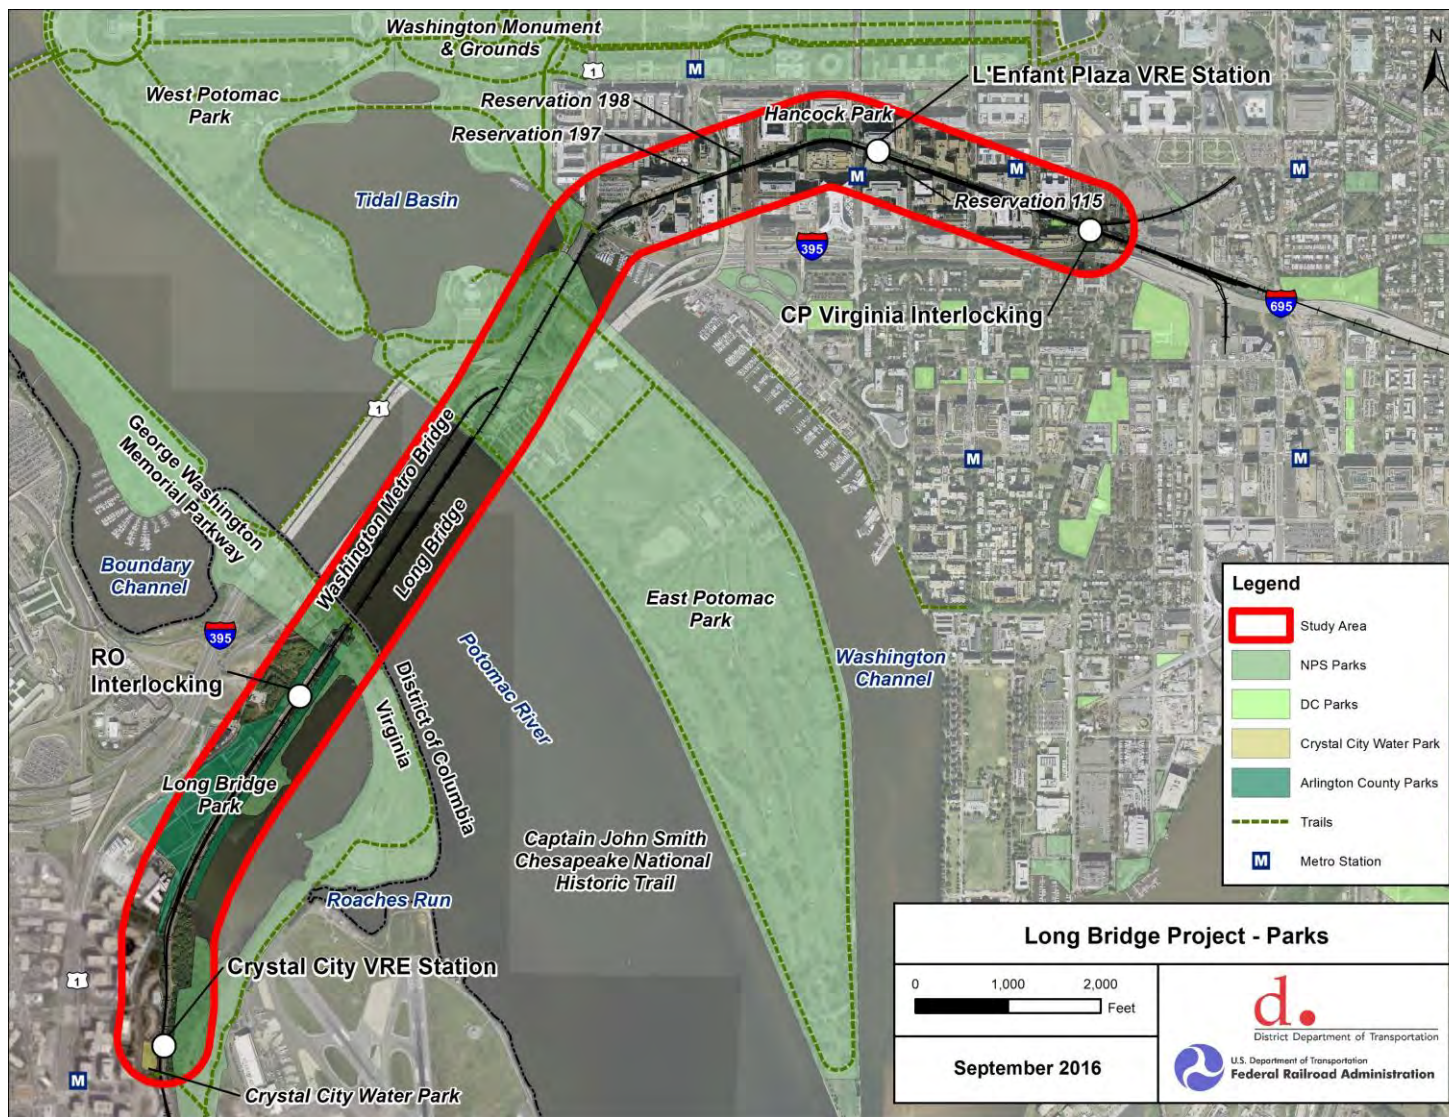 Washington Monument
& Grounds
N
1
M
L'Enfant Plaza VRE Station
West Potomac
Park
Reservation 198
Hancock Park
Reservation 197
M
M
M
Tidal Basin
Reservation 115
395
CP Virginia Interlocking
695
1
George Washington
Memorial Parkway
Washington Metro Bridge
Long Bridge
M
M
Boundary
Channel
395
RO
Interlocking
East Potomac
Park
Washington
Channel
Potomac River
District of Columbia
Virginia
Long Bridge
Park
Captain John Smith
Chesapeake National
Historic Trail
Roaches Run
Crystal City VRE Station
1
M
Crystal City Water Park
Legend
Study Area
NPS Parks
DC Parks
Crystal City Water Park
Arlington County Parks
Trails
M Metro Station
Long Bridge Project - Parks
0 1,000 2,000
Feet
September 2016
d.
District Department of Transportation
U.S. Department of Transportation
Federal Railroad Administration